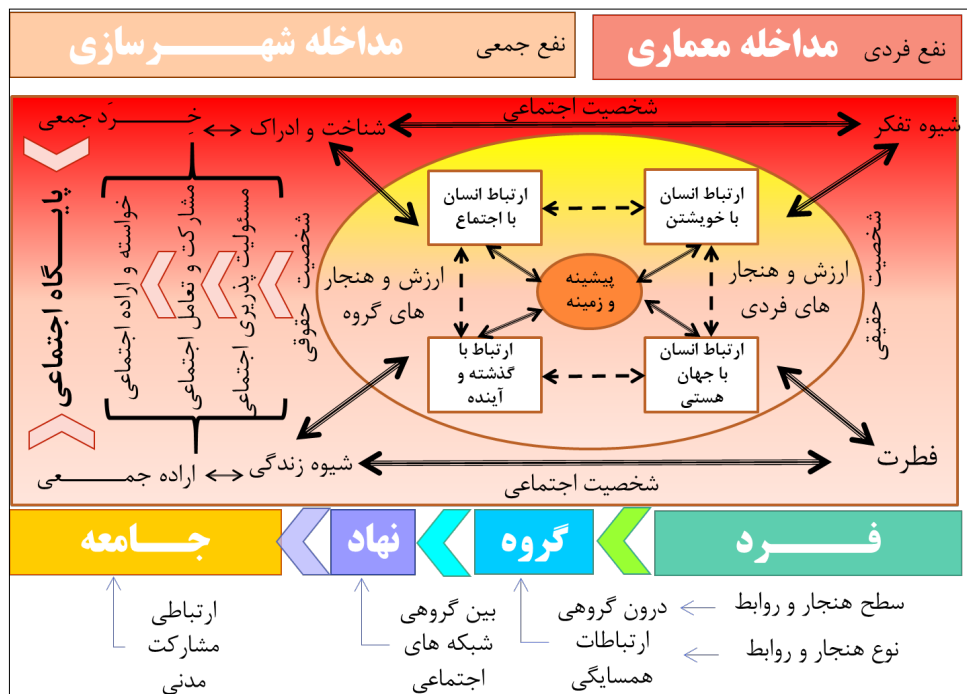 مداخله معماری نفع فردی
مداخله شهرسازی نفع جمعی
شخصیت اجتماعی
شیوه تفکر
شناخت و ادراک
خِرَد جمعی
ارتباط انسان
با خویشتن
ارتباط انسان
با اجتماع
پیشینه
و زمینه
ارزش و هنجار
های فردی
ارزش و هنجار
های گروه
ارتباط انسان
با جهان
هستی
ارتباط با
گذشته و
آینده
شخصیت حقیقی
شخصیت حقوقی
مسئولیت پذریری اجتماعی
مشارکت و تعامل اجتماعی
خواسته و اراده اجتماعی
پایگاه اجتماعی
فطرت
شیوه زندگی
اراده جمعی
شخصیت اجتماعی
فرد
گروه
نهاد
جامعه
سطح هنجار و روابط
نوع هنجار و روابط
درون گروهی
ارتباطات
همسایگی
بین گروهی
شبکه های
اجتماعی
ارتباطی
مشارکت
مدنی